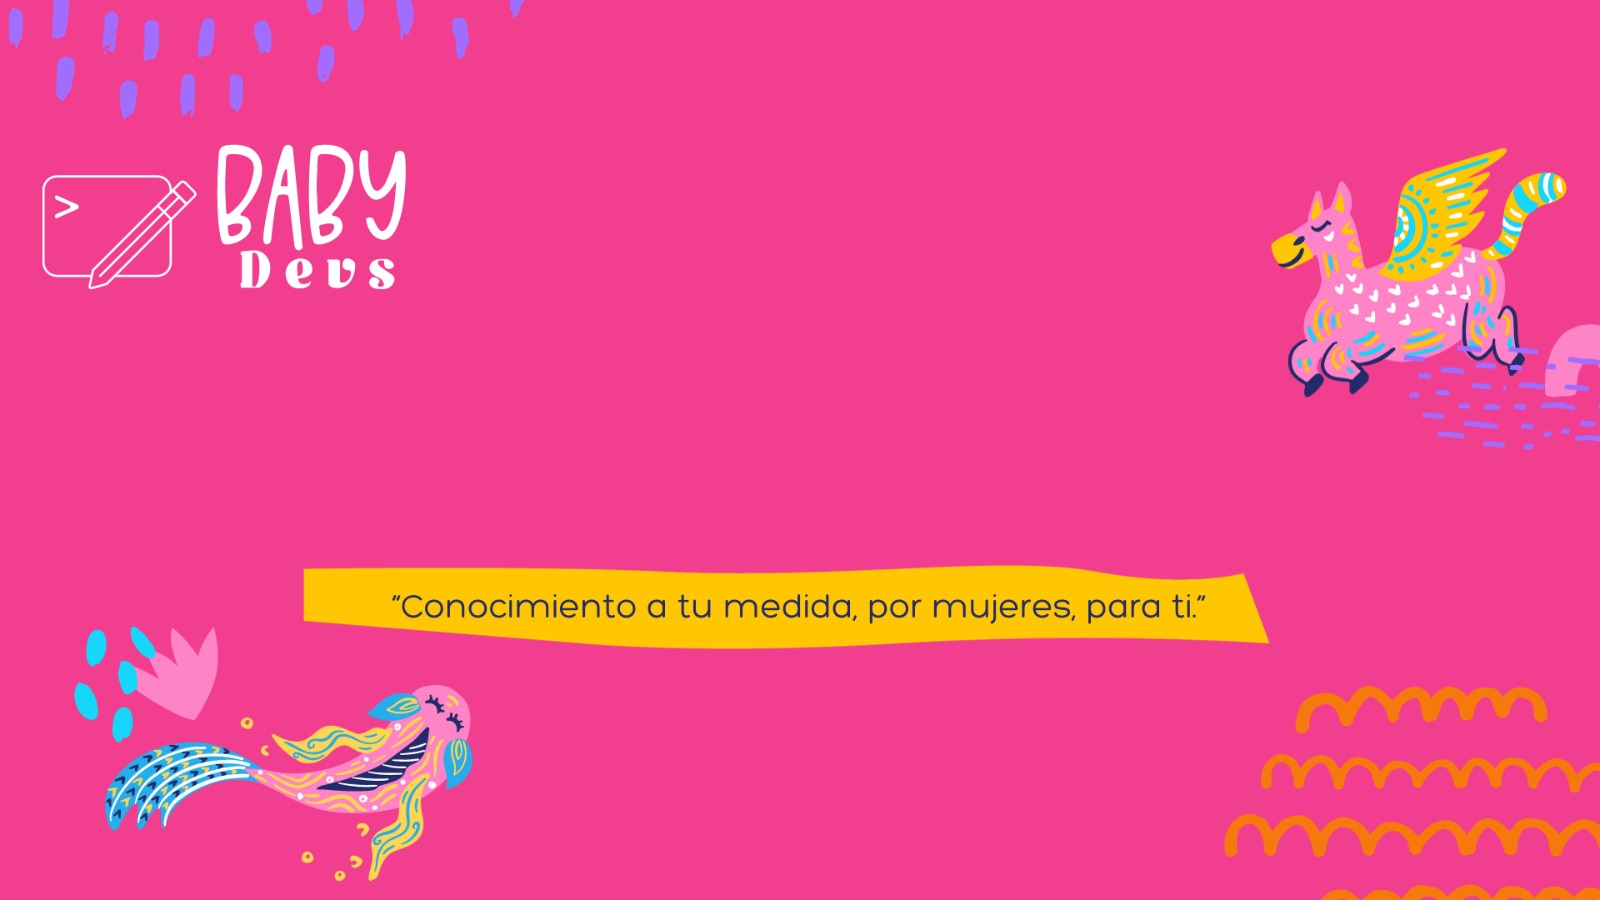 >
BABY
Devs
“Conocimiento a tu medida, por mujeres, para ti.”